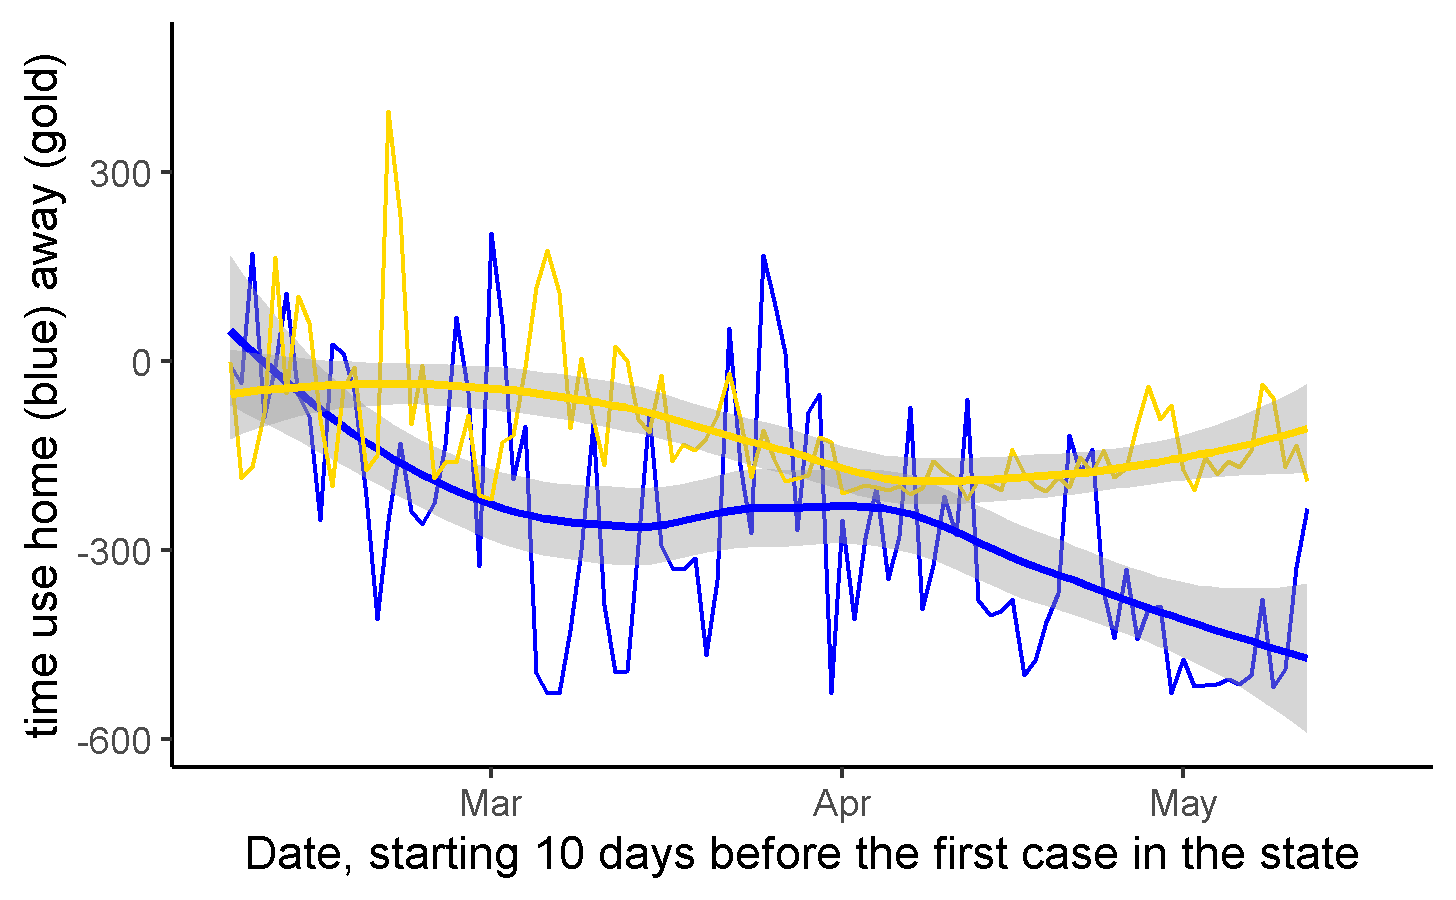 time use home (blue) away (gold)
300
0
-300
-600
Mar Apr May
Date, starting 10 days before the first case in the state